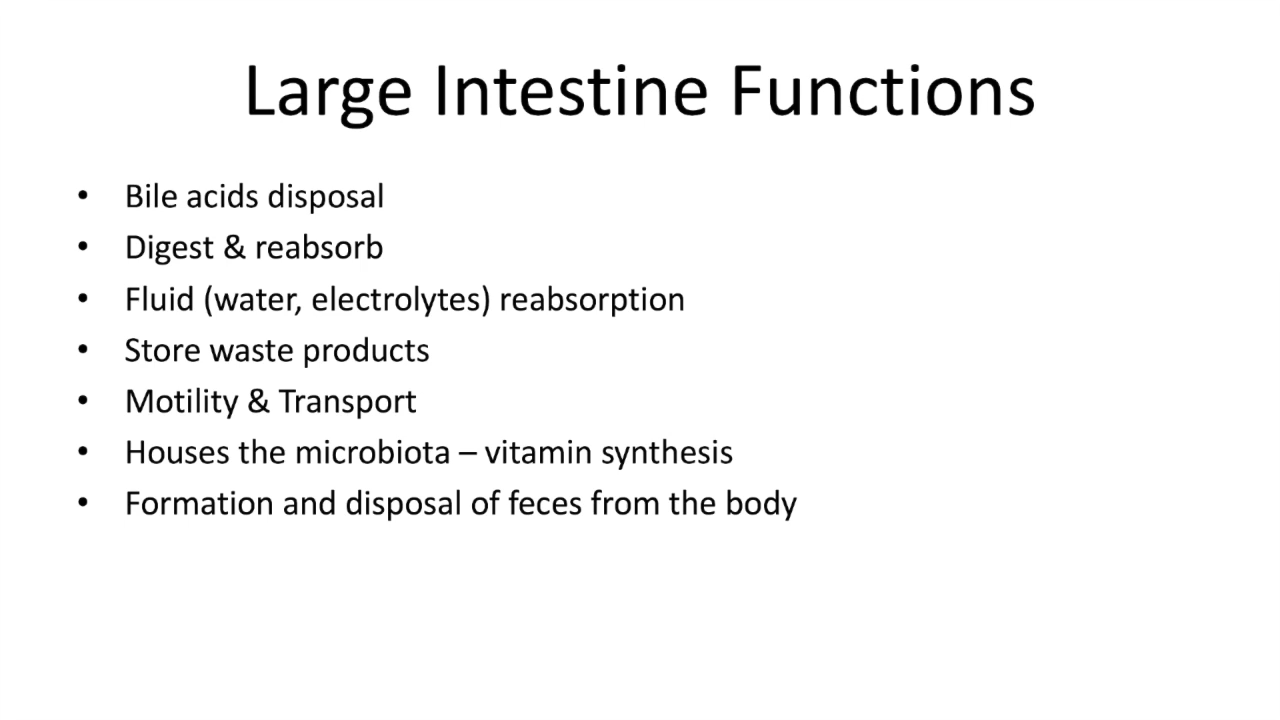 Large Intestine Functions
• Bile acids disposal
• Digest & reabsorb
• Fluid (water, electrolytes) reabsorption
• Store waste products
• Motility & Transport
• Houses the microbiota – vitamin synthesis
• Formation and disposal of feces from the body